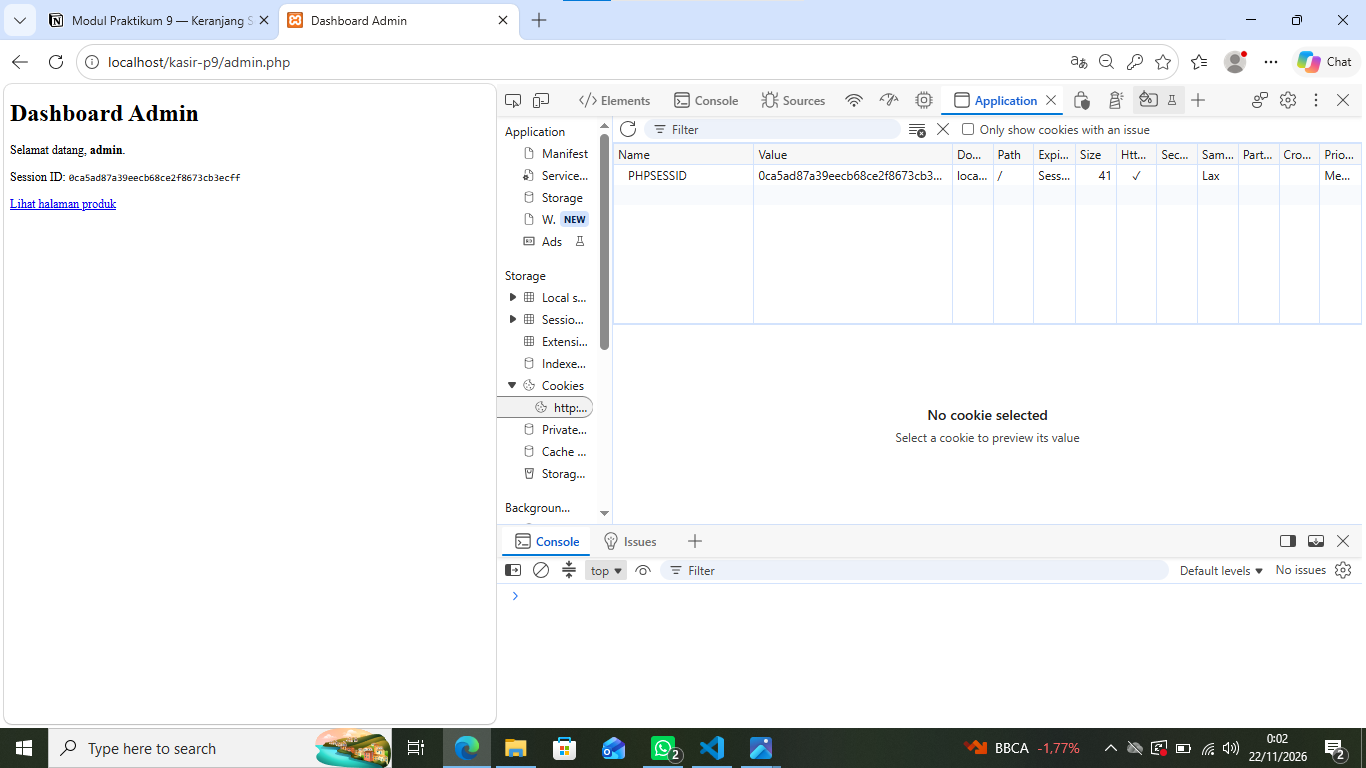 Modul Praktikum 9 — Keranjang S
Dashboard Admin
localhost/kasir-p9/admin.php
Chat
Dashboard Admin
Selamat datang, admin.
Session ID: 0ca5ad87a39eecb68ce2f8673cb3ecff
Lihat halaman produk
Elements
Console
Sources
Application
Application
Manifest
Service...
Storage
W. NEW
Ads
Storage
Local s...
Sessio...
Extensi...
Indexe...
Cookies
http:...
Private...
Cache ...
Storag...
Backgroun...
Filter
Only show cookies with an issue
Name Value Do... Path Expi... Size Htt... Sec... Sam... Part... Cro... Prio...
PHPSESSID 0ca5ad87a39eecb68ce2f8673cb3... loca... / Sess... 41 ✓ Lax Me...
No cookie selected
Select a cookie to preview its value
Console
Issues
top
Filter
Default levels
No issues
Type here to search
2
BBCA -1,77%
0:02
22/11/2026
2